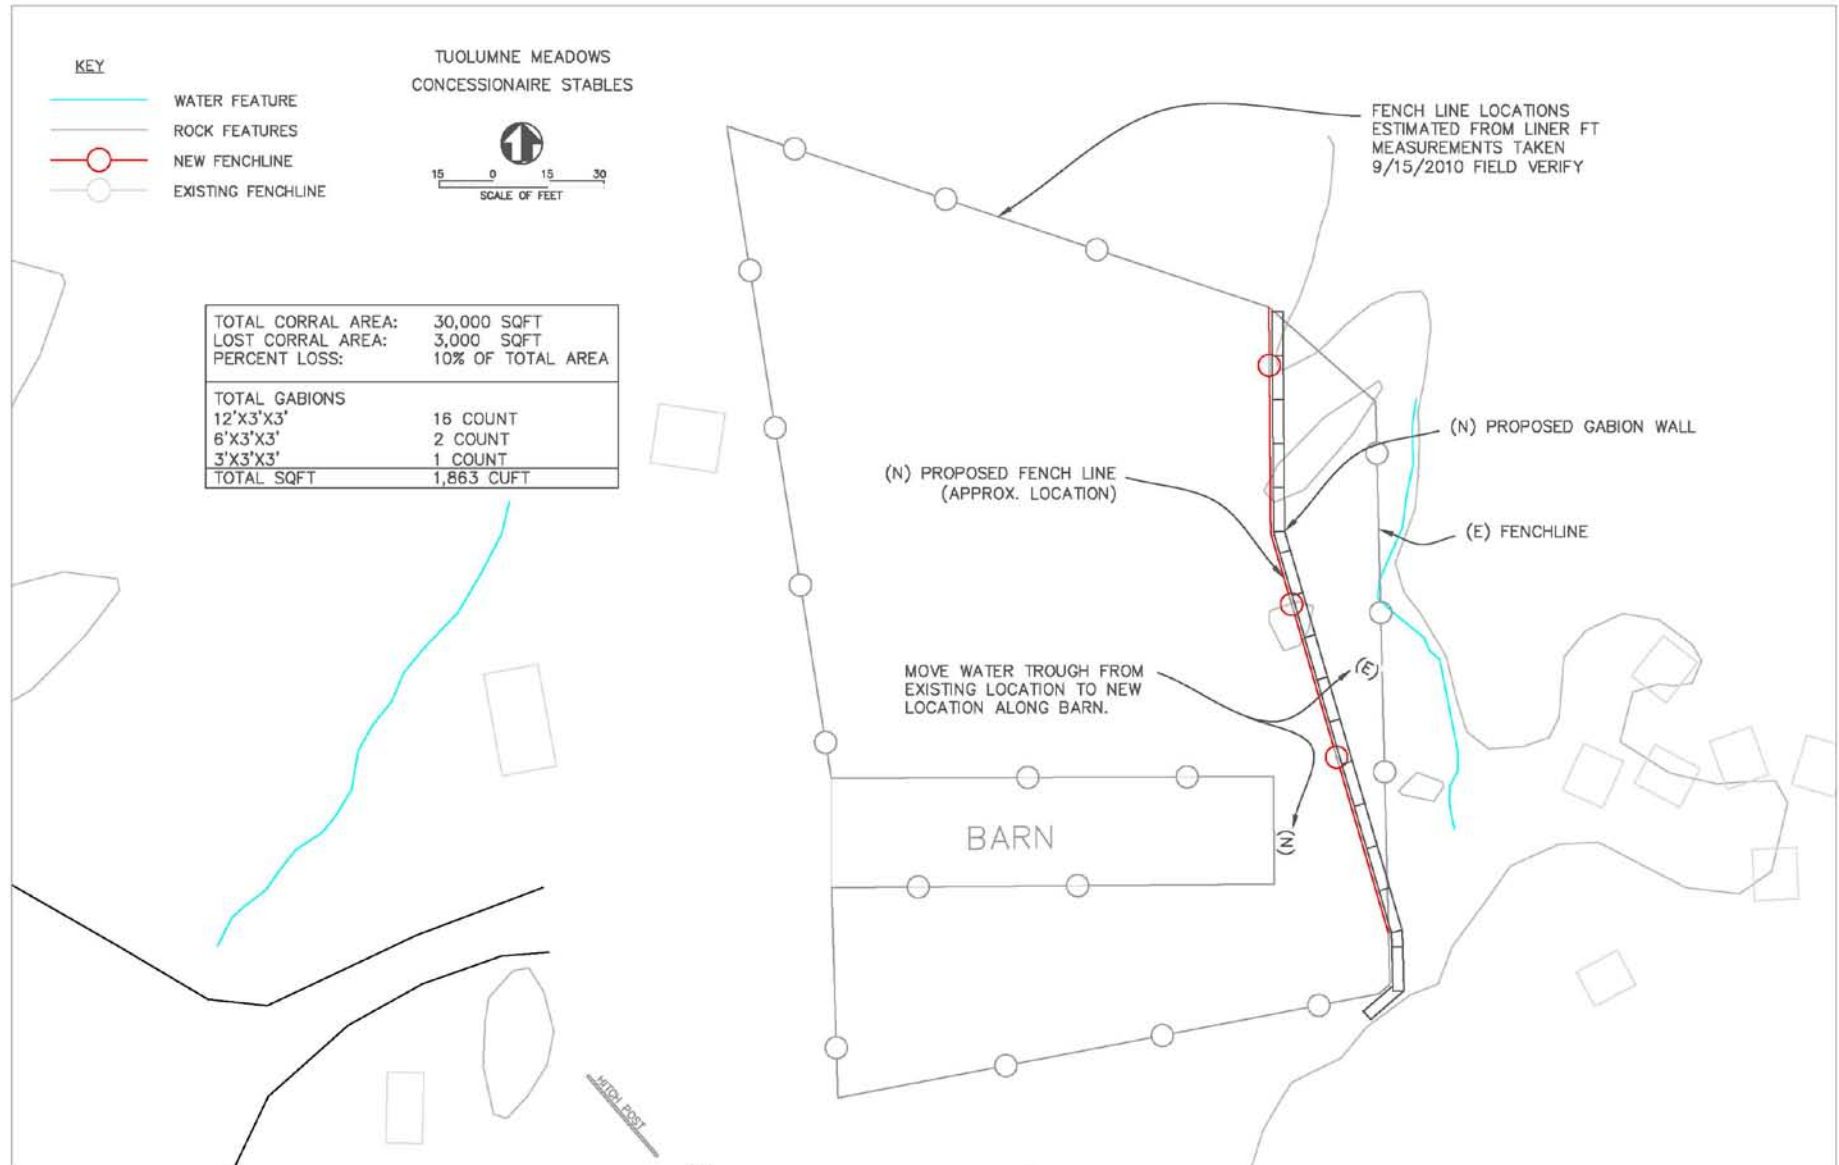 KEY
WATER FEATURE
ROCK FEATURES
NEW FENCHLINE
EXISTING FENCHLINE
TUOLUMNE MEADOWS
CONCESSIONAIRE STABLES
15 0 15 30
SCALE OF FEET
TOTAL CORRAL AREA: 30,000 SQFT
LOST CORRAL AREA: 3,000 SQFT
PERCENT LOSS: 10% OF TOTAL AREA
TOTAL GABIONS
12'X3'X3' 16 COUNT
6'X3'X3' 2 COUNT
3'X3'X3' 1 COUNT
TOTAL SQFT 1,863 CUFT
FENCH LINE LOCATIONS
ESTIMATED FROM LINER FT
MEASUREMENTS TAKEN
9/15/2010 FIELD VERIFY
(N) PROPOSED GABION WALL
(N) PROPOSED FENCH LINE
(APPROX. LOCATION)
(E) FENCHLINE
MOVE WATER TROUGH FROM
EXISTING LOCATION TO NEW
LOCATION ALONG BARN.
(E)
(N)
BARN
HITCH POST